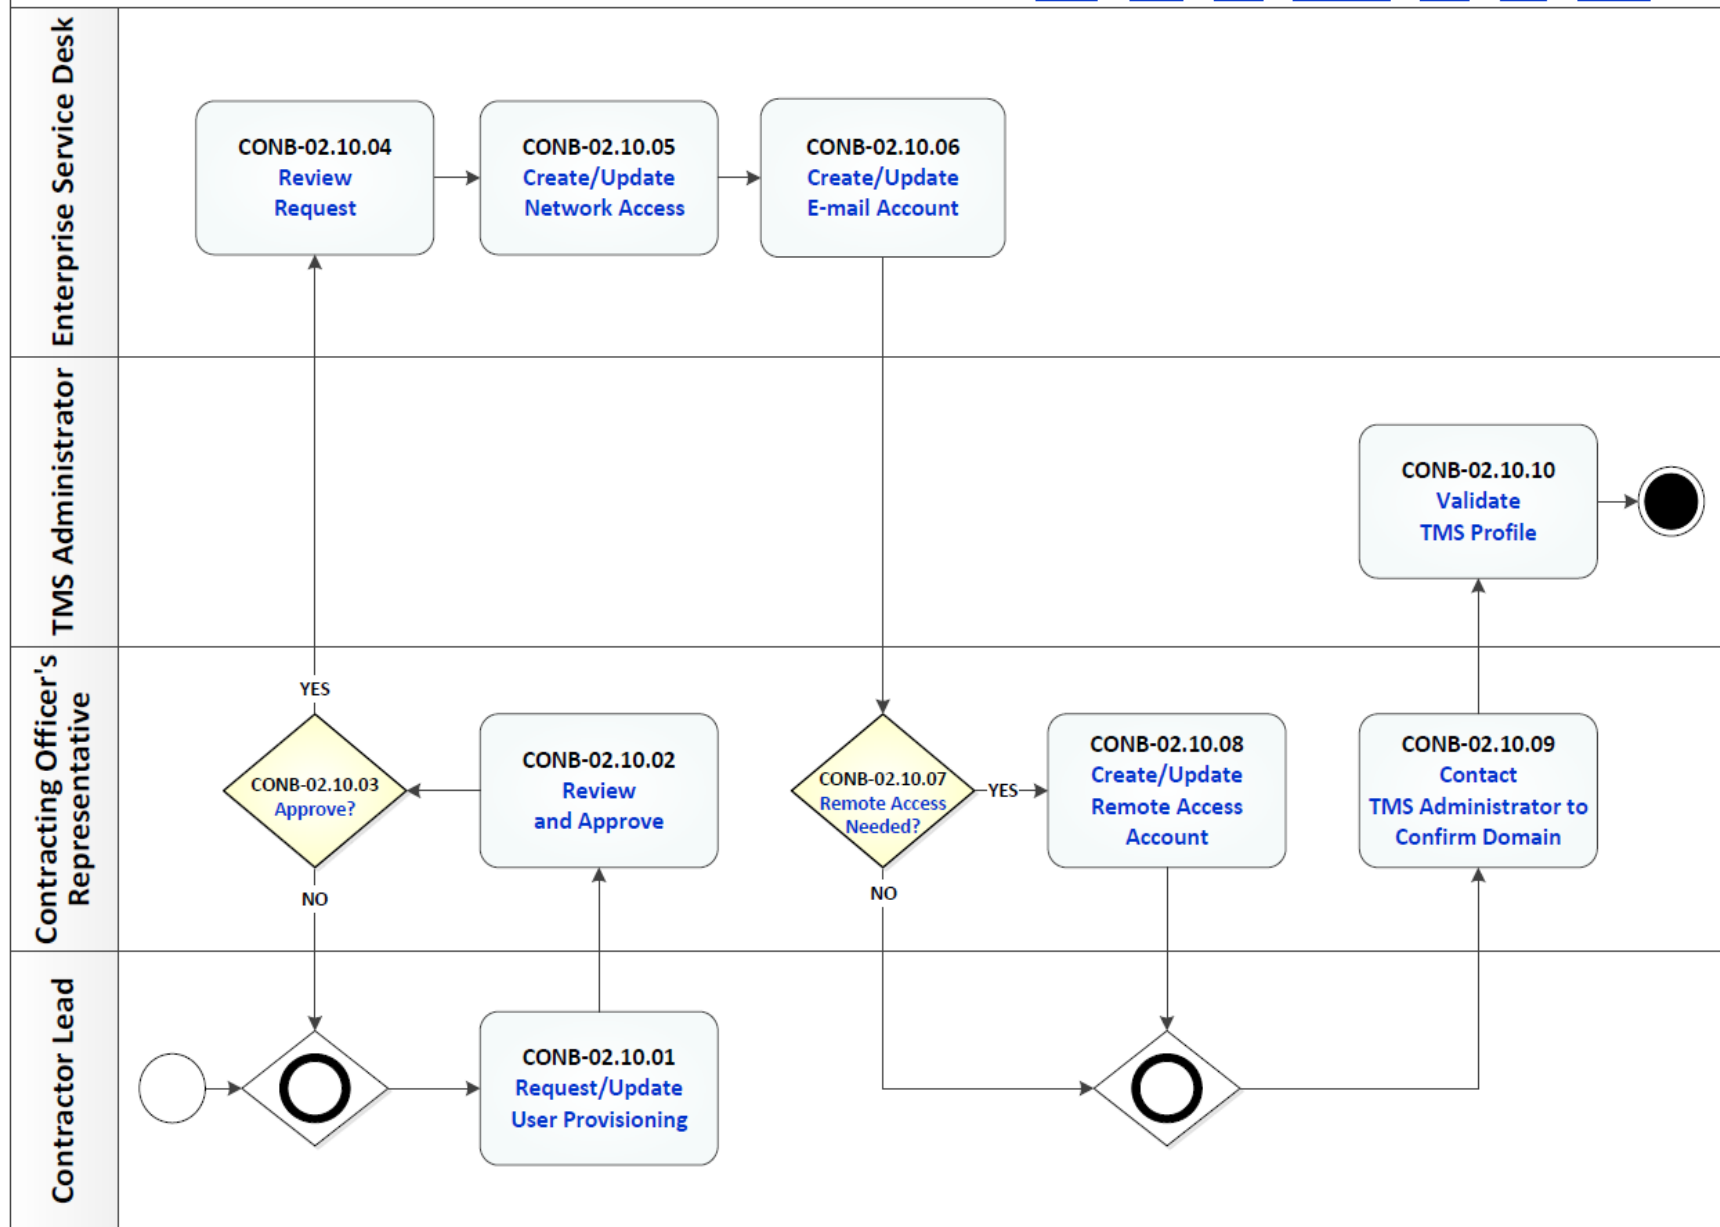 Enterprise Service Desk
CONB-02.10.04
Review
Request
CONB-02.10.05
Create/Update
Network Access
CONB-02.10.06
Create/Update
E-mail Account
TMS Administrator
CONB-02.10.10
Validate
TMS Profile
Contracting Officer's
Representative
YES
CONB-02.10.03
Approve?
NO
CONB-02.10.02
Review
and Approve
CONB-02.10.07
Remote Access
Needed?
YES
NO
CONB-02.10.08
Create/Update
Remote Access
Account
CONB-02.10.09
Contact
TMS Administrator to
Confirm Domain
Contractor Lead
CONB-02.10.01
Request/Update
User Provisioning